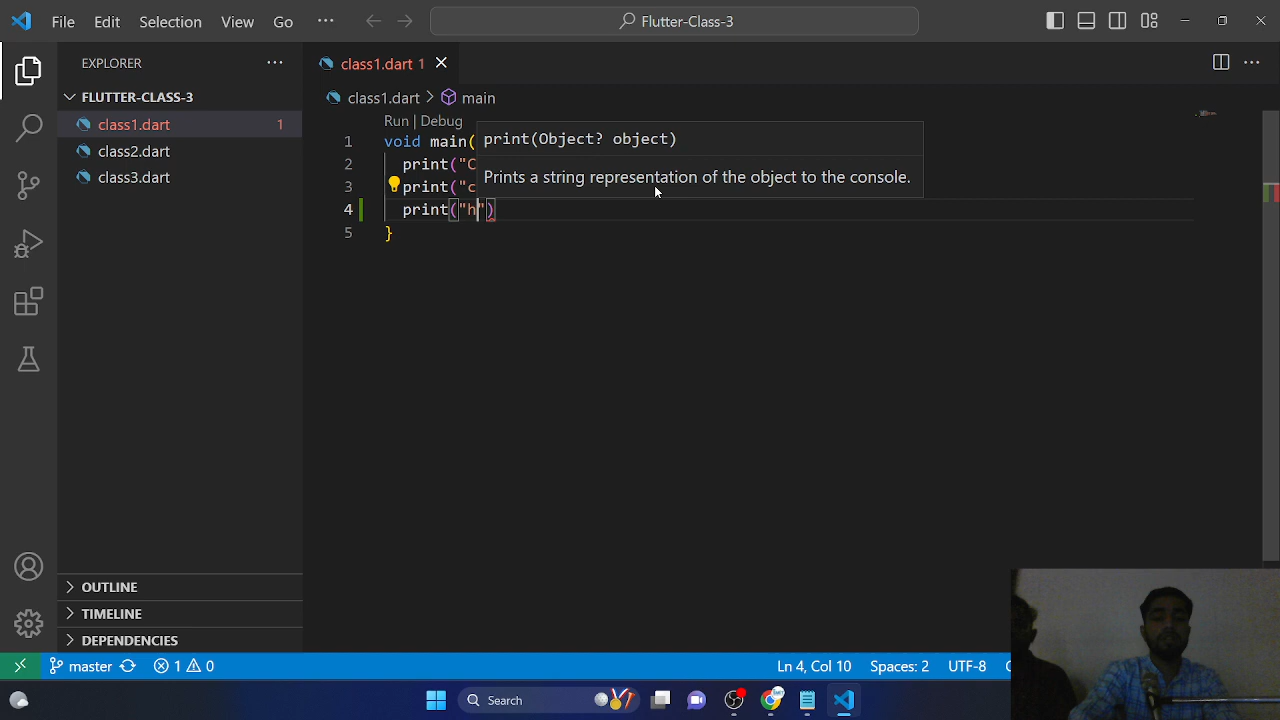 File Edit Selection View Go ··· Flutter-Class-3
EXPLORER ···
class1.dart 1
FLUTTER-CLASS-3
class1.dart > main
class1.dart 1
class2.dart
class3.dart
Run | Debug
1 void main(
2 print("C
3 print("c
4 print("h")
5 }
print(Object? object)
Prints a string representation of the object to the console.
OUTLINE
TIMELINE
DEPENDENCIES
master 1 0 Ln 4, Col 10 Spaces: 2 UTF-8
Search